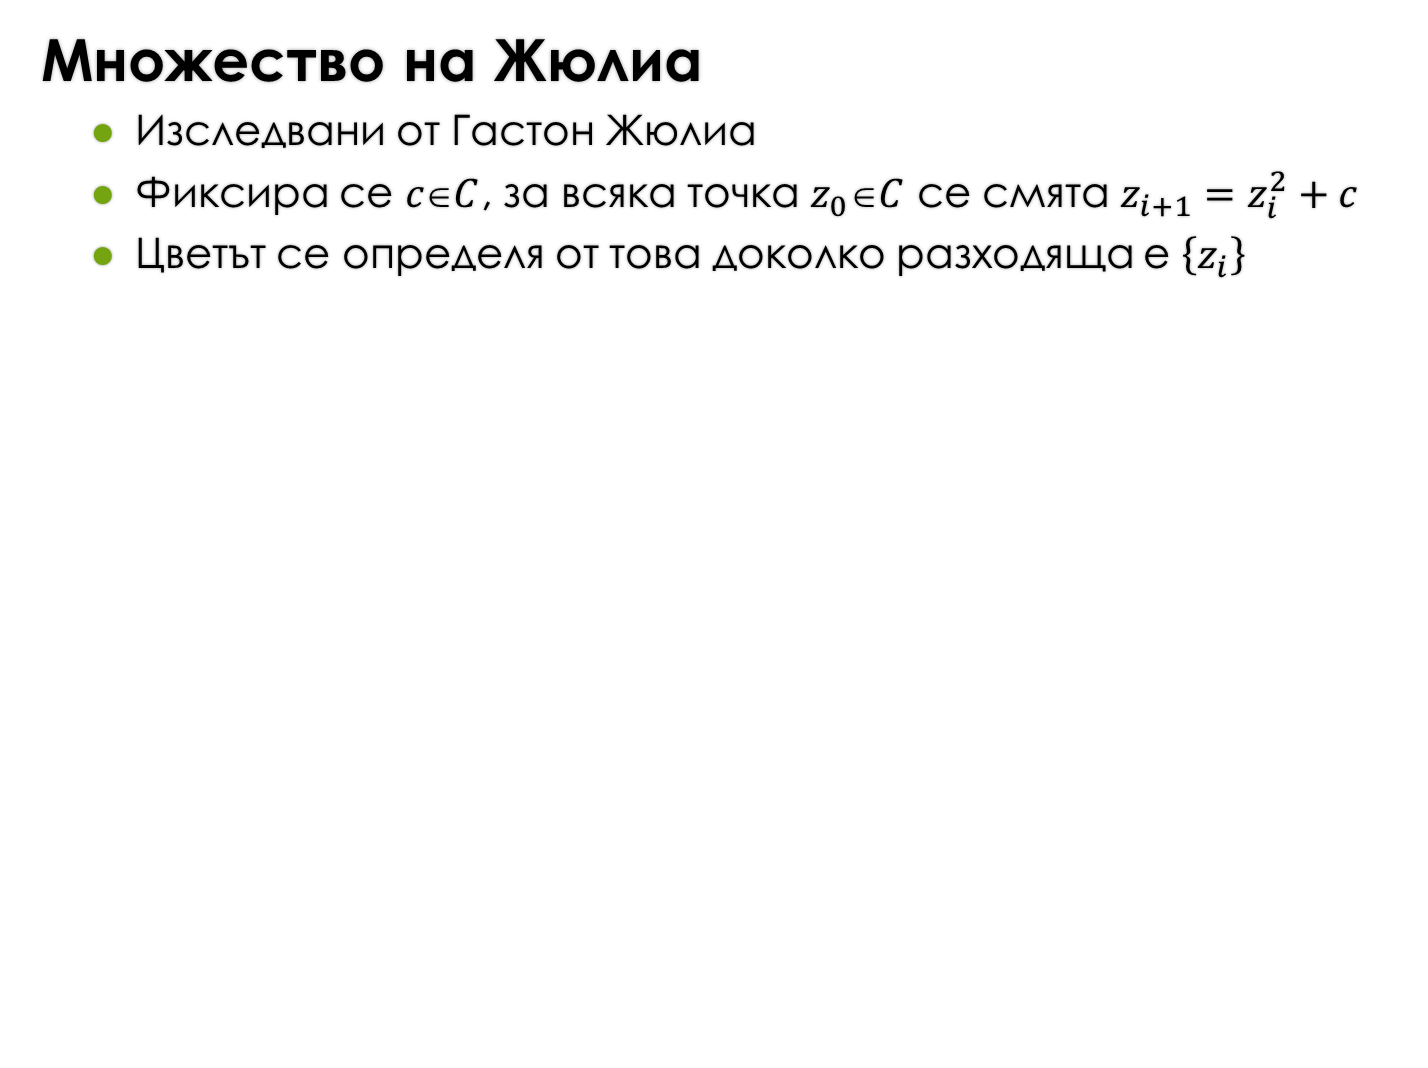 Множество на Жюлиа
● Изследвани от Гастон Жюлиа
● Фиксира се c∈C, за всяка точка z₀∈C се смята zᵢ₊₁ = zᵢ² + c
● Цветът се определя от това доколко разходяща е {zᵢ}